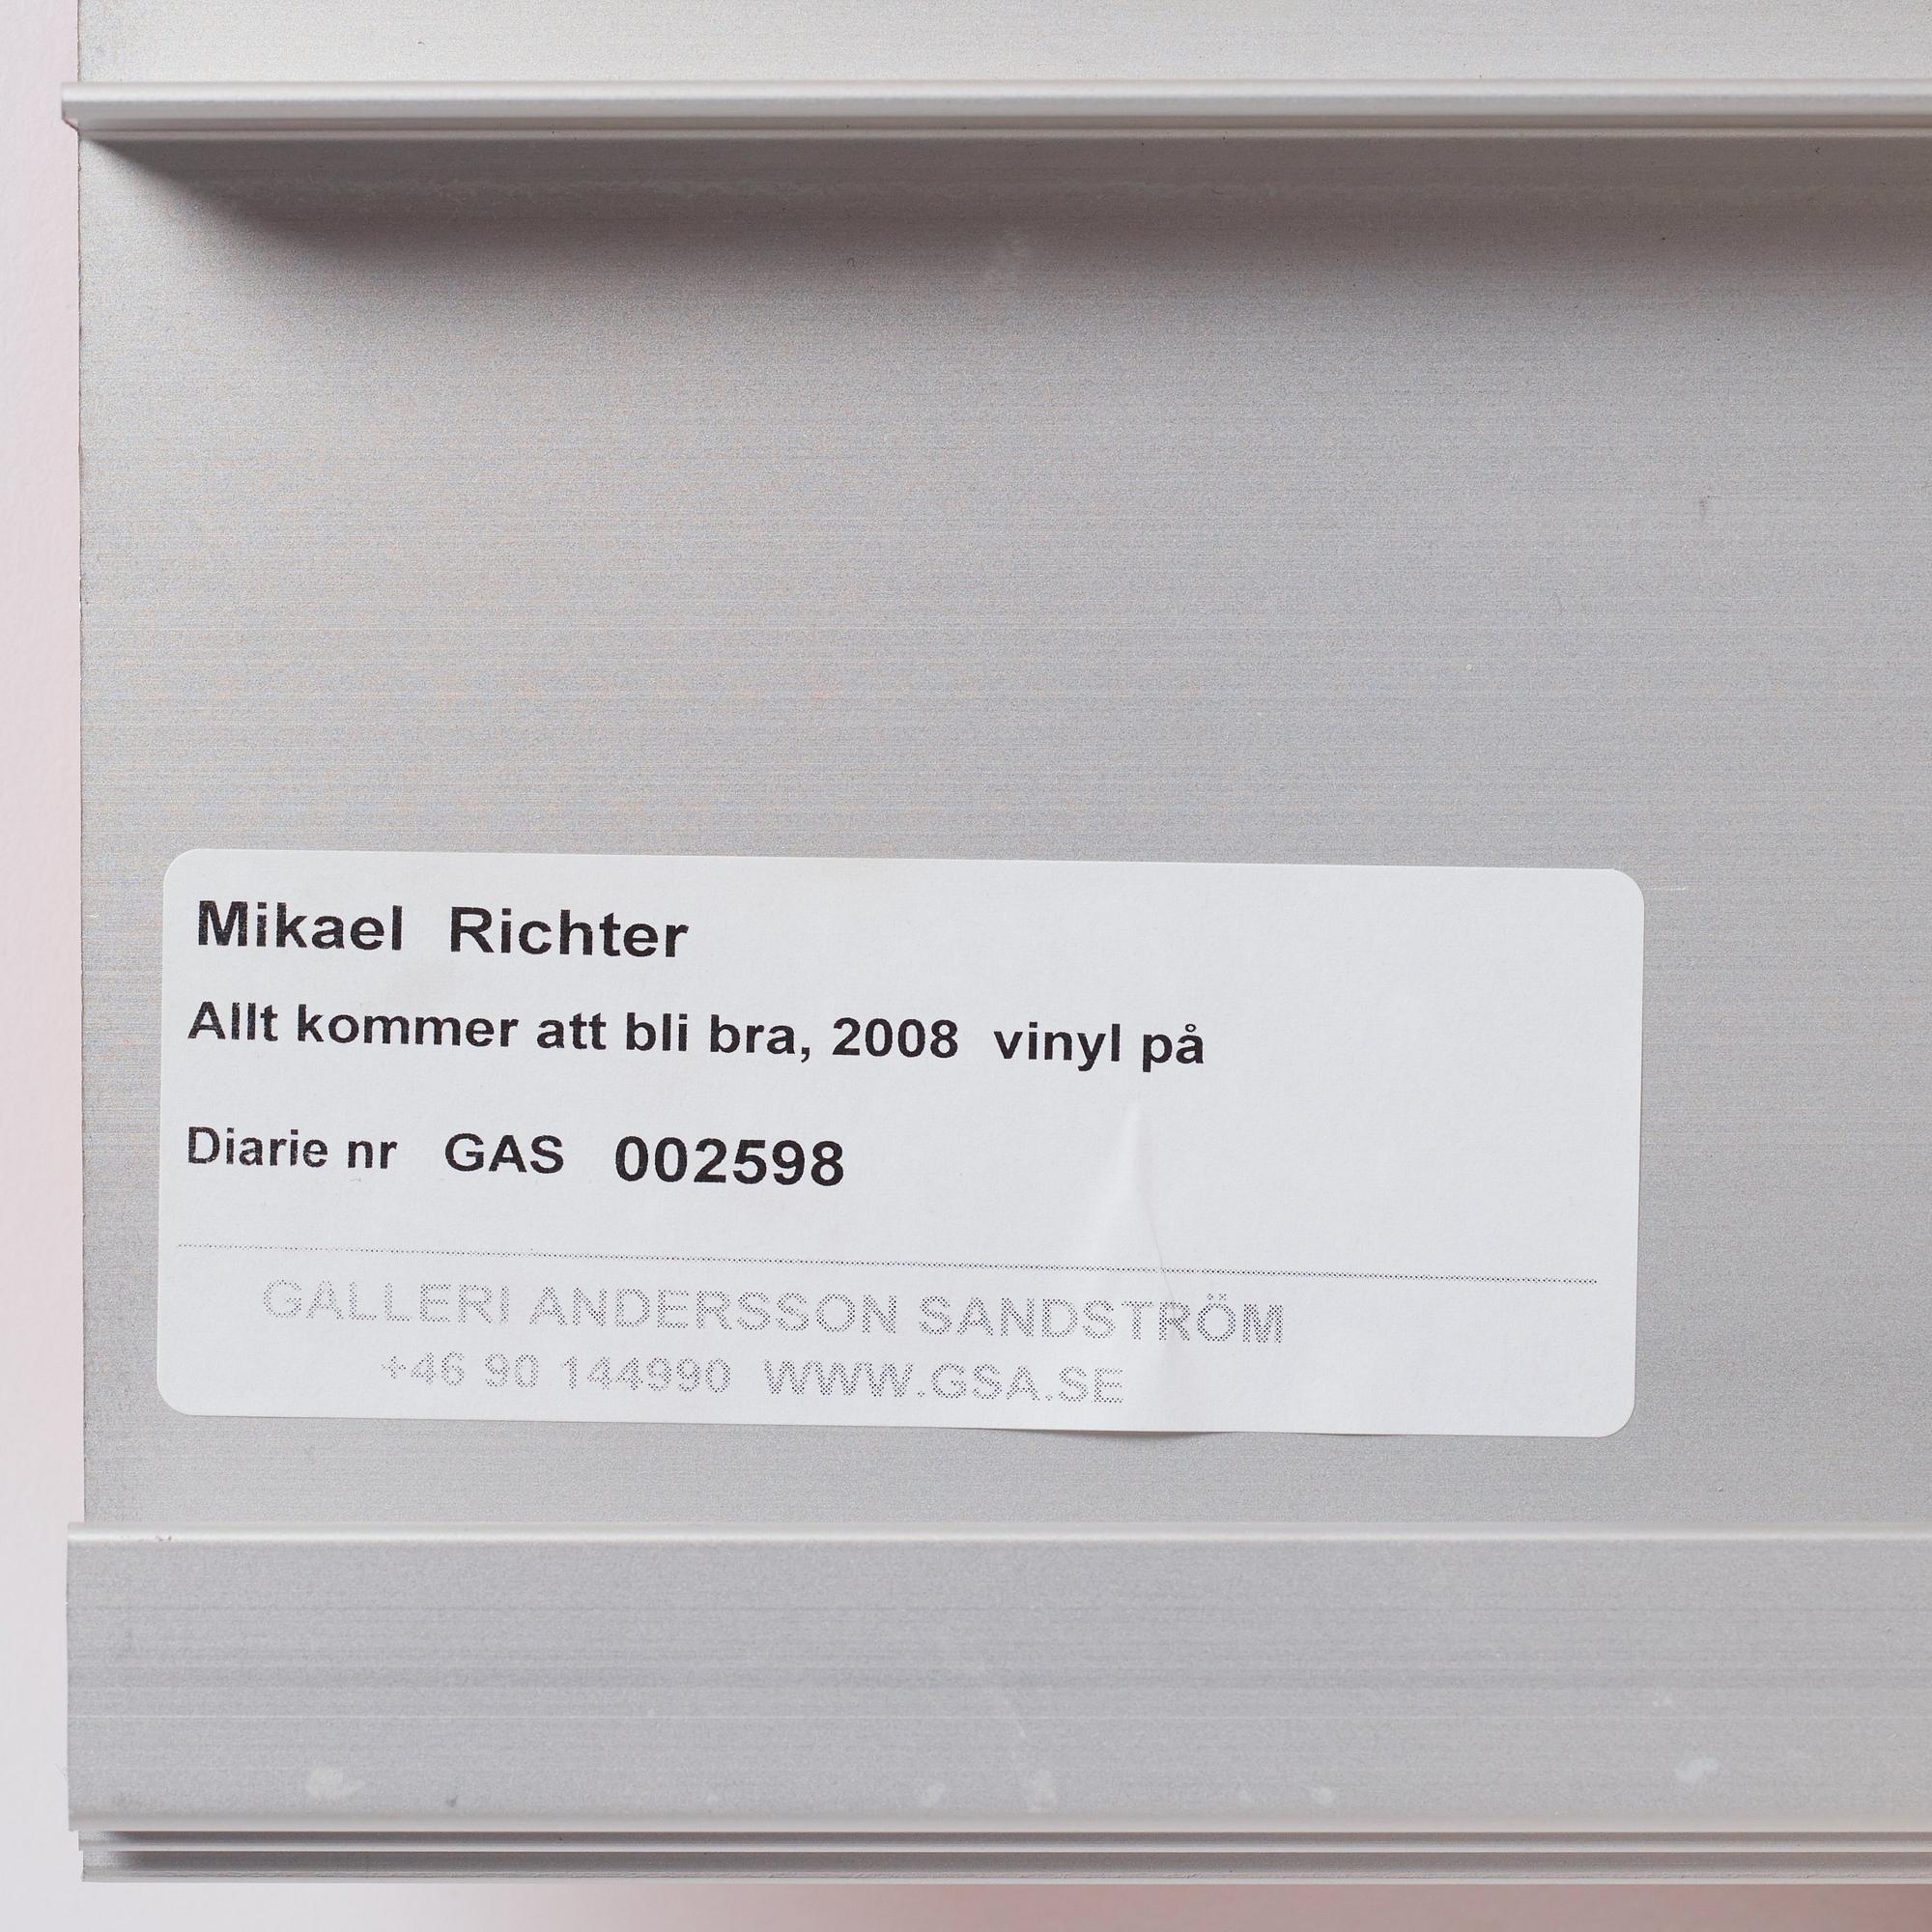 Mikael Richter
Allt kommer att bli bra, 2008 vinyl på
Diarie nr GAS 002598
GALLERI ANDERSSON SANDSTRÖM
+46 90 144990 WWW.GSA.SE